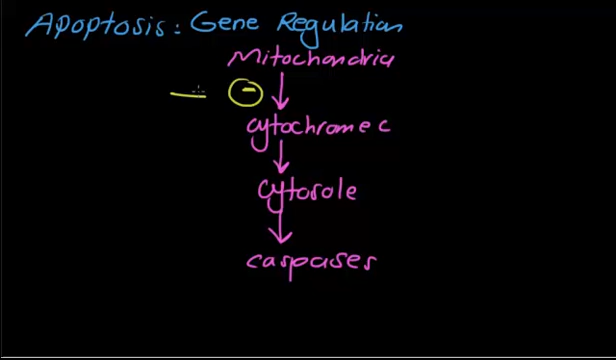 Apoptosis: Gene Regulation
Mitochondria
—
cytochrome c
cytosole
caspases